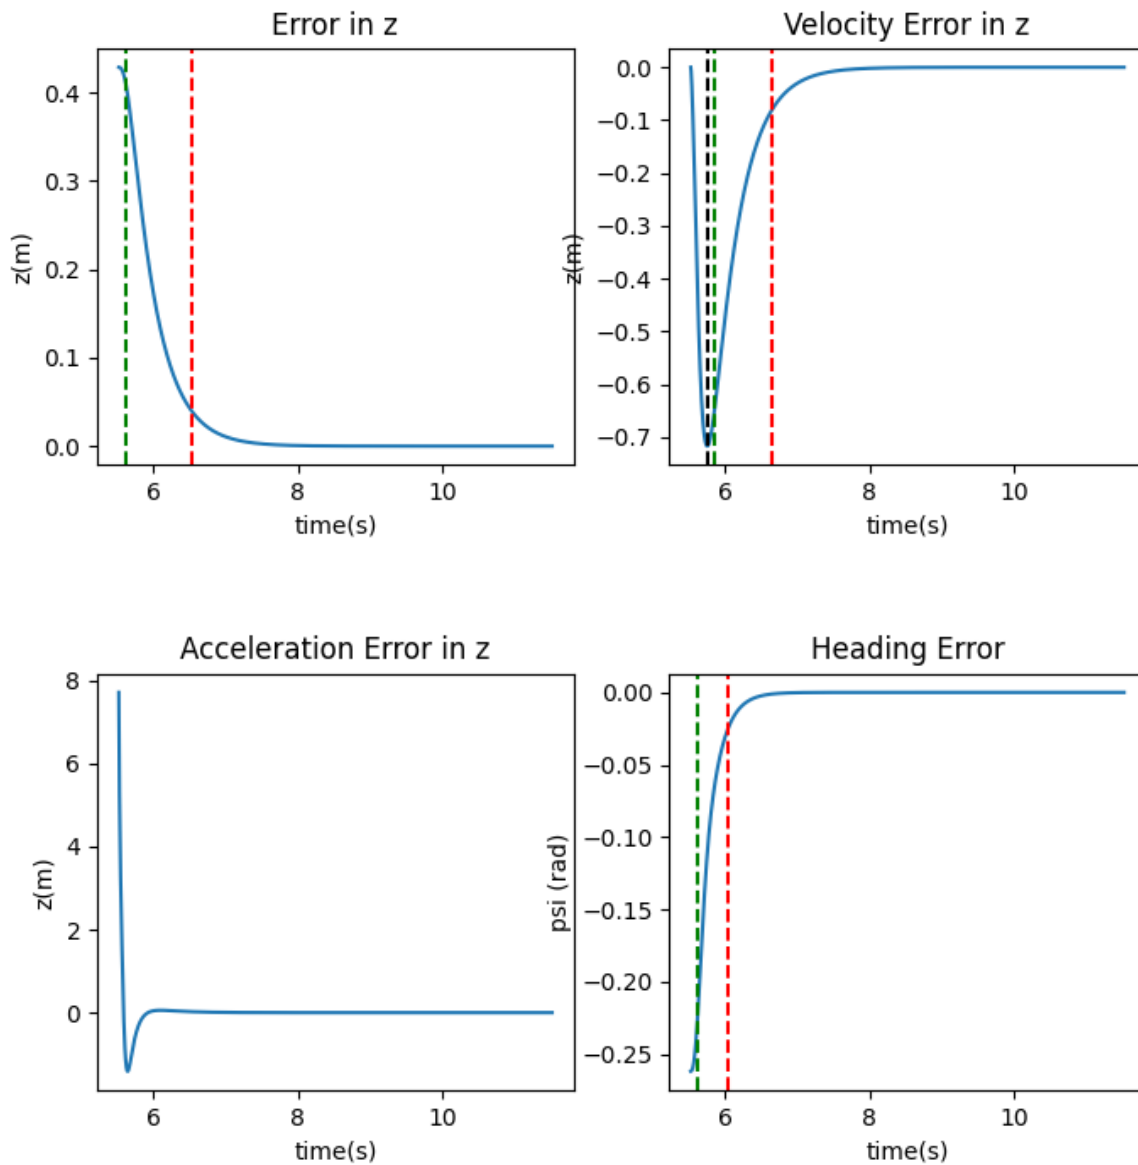 Error in z
z(m)
0.4
0.3
0.2
0.1
0.0
6 8 10
time(s)
Velocity Error in z
z(m)
0.0
−0.1
−0.2
−0.3
−0.4
−0.5
−0.6
−0.7
6 8 10
time(s)
Acceleration Error in z
z(m)
8
6
4
2
0
6 8 10
time(s)
Heading Error
psi (rad)
0.00
−0.05
−0.10
−0.15
−0.20
−0.25
6 8 10
time(s)